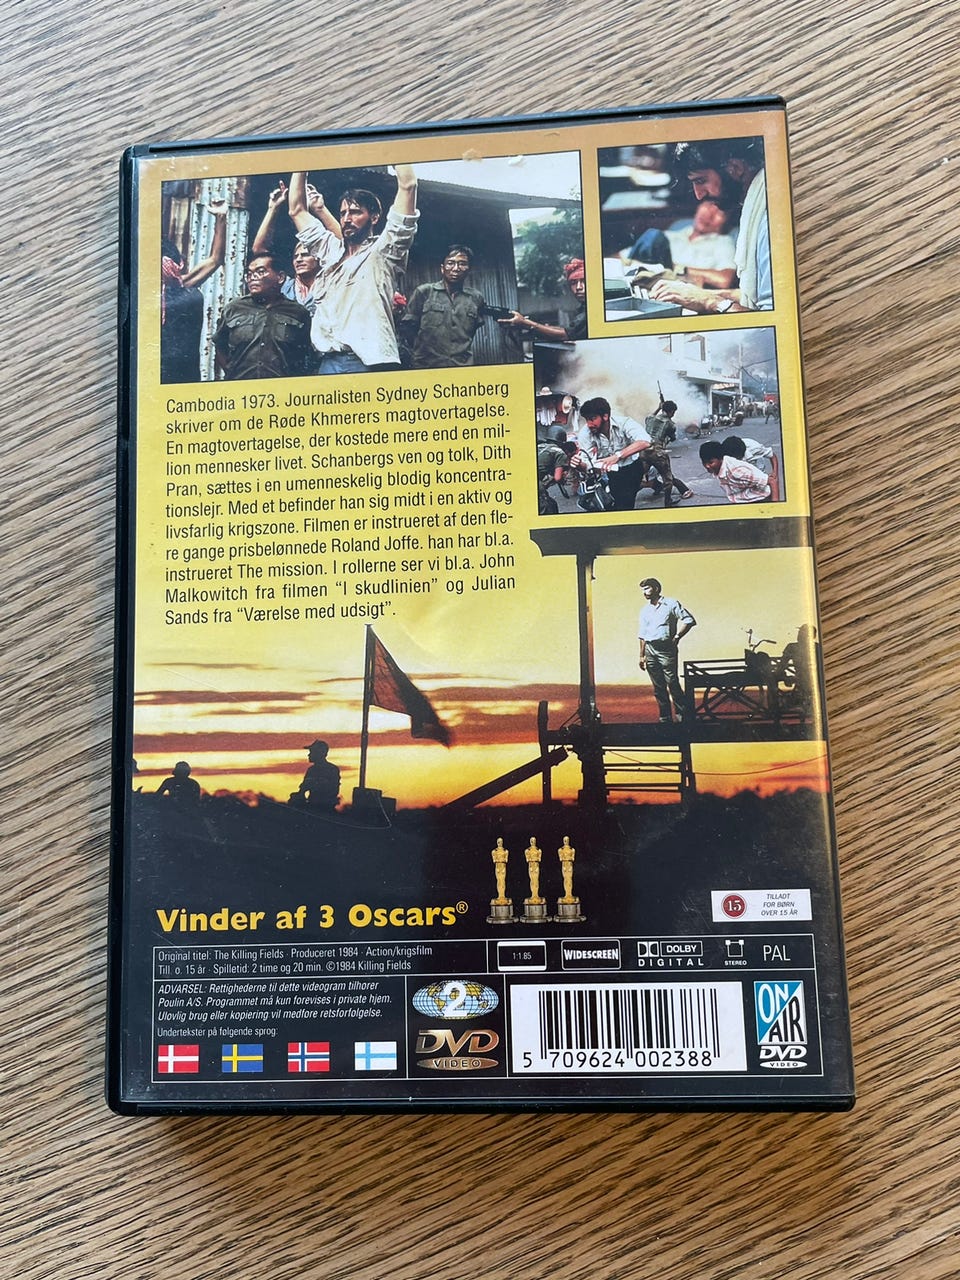 Cambodia 1973. Journalisten Sydney Schanberg
skriver om de Røde Khmerers magtovertagelse.
En magtovertagelse, der kostede mere end en mil-
lion mennesker livet. Schanbergs ven og tolk, Dith
Pran, sættes i en umenneskelig blodig koncentra-
tionslejr. Med et befinder han sig midt i en aktiv og
livsfarlig krigszone. Filmen er instrueret af den fle-
re gange prisbelønnede Roland Joffe. han har bl.a.
instrueret The mission. I rollerne ser vi bl.a. John
Malkowitch fra filmen “I skudlinien” og Julian
Sands fra “Værelse med udsigt”.
Vinder af 3 Oscars®
15
TILLADT
FOR BØRN
OVER 15 ÅR
Original titel: The Killing Fields · Produceret 1984 · Action/krigsfilm
Till. o. 15 år · Spilletid: 2 time og 20 min. ©1984 Killing Fields
1:1.85
WIDESCREEN
DOLBY
DIGITAL
STEREO
PAL
ADVARSEL: Rettighederne til dette videogram tilhører
Poulin A/S. Programmet må kun forevises i private hjem.
Ulovlig brug eller kopiering vil medføre retsforfølgelse.
Undertekster på følgende sprog:
2
DVD
VIDEO
5 709624 002388
ON
AIR
DVD
VIDEO